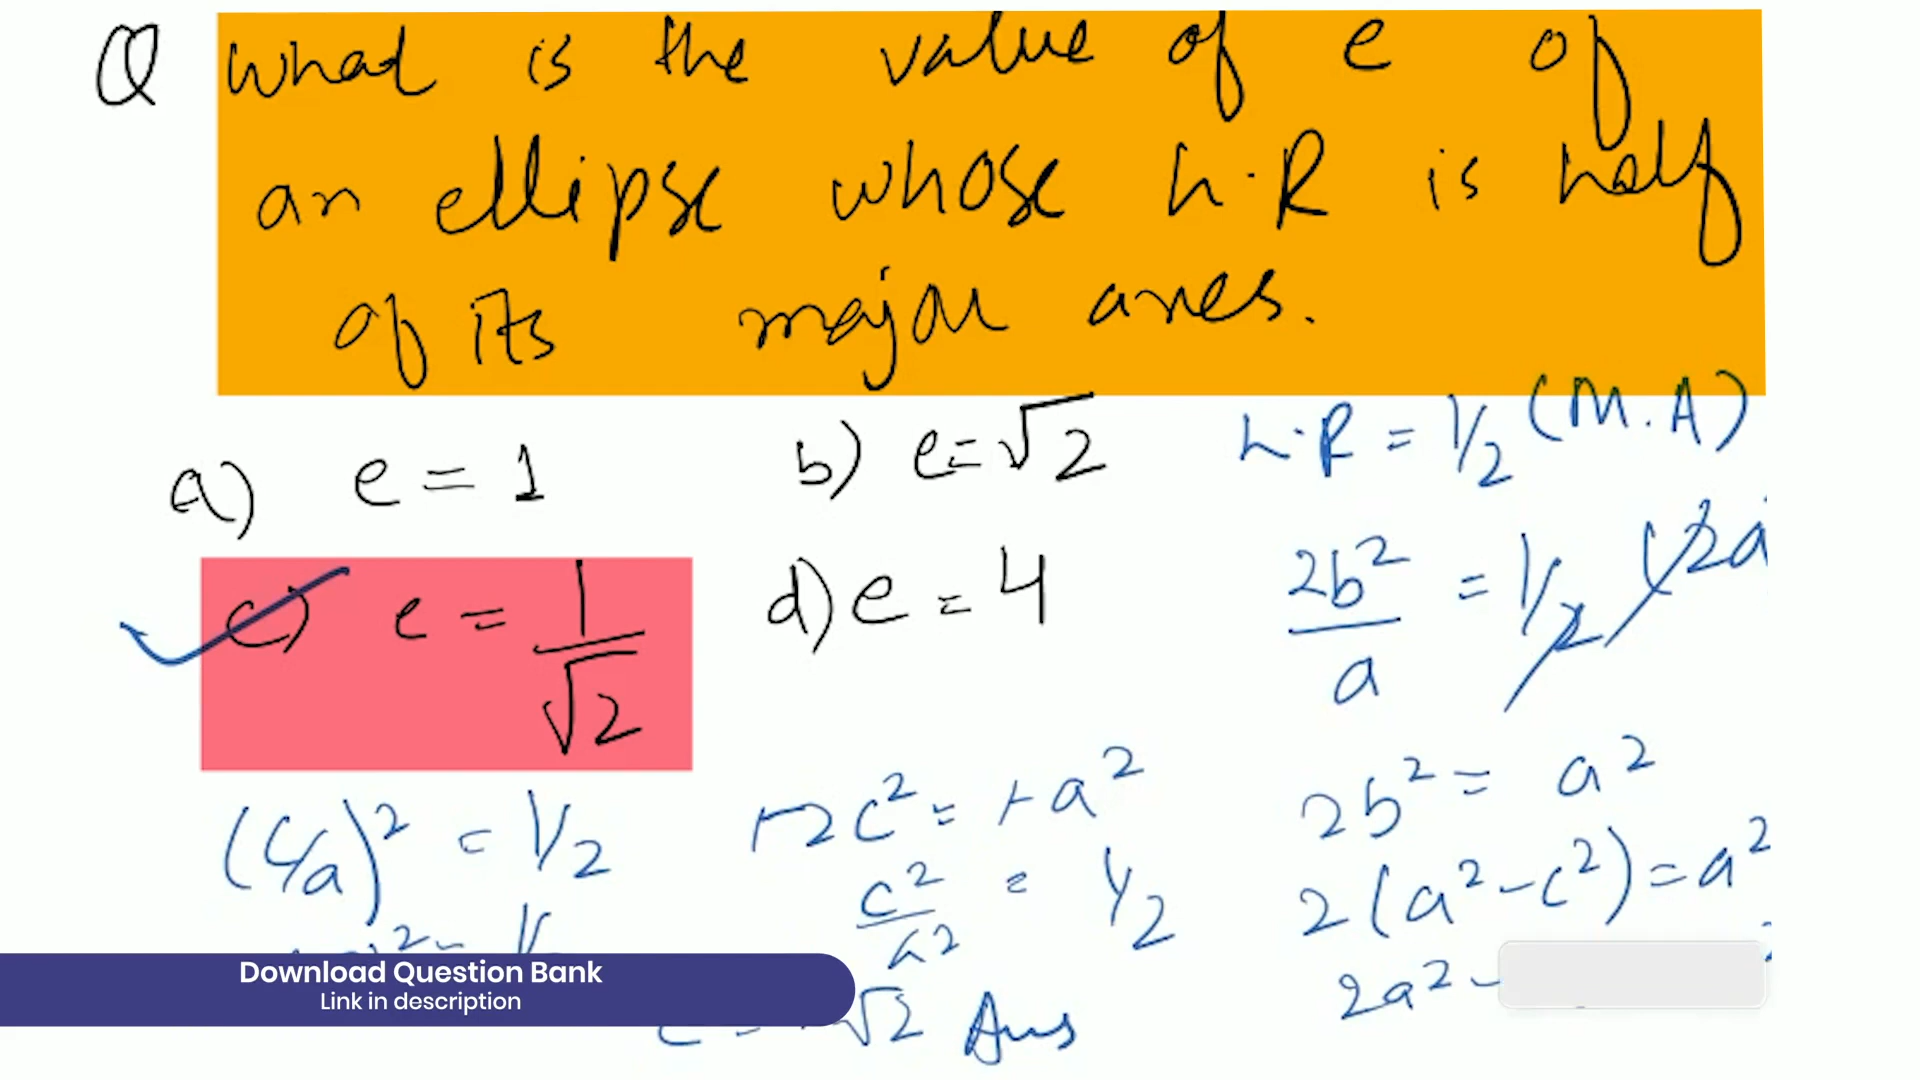 Q What is the value of e of
an ellipse whose L.R is half
of its major axes.
a) e = 1
b) e = √2
c) e = 1/√2
d) e = 4
L.R = 1/2 (M.A)
2b²/a = 1/2 (2a
2b² = a²
2(a²-c²) = a²
2a² -
-2c² = -a²
c²/a² = 1/2
(c/a)² = 1/2
√2 Ans
Download Question Bank
Link in description